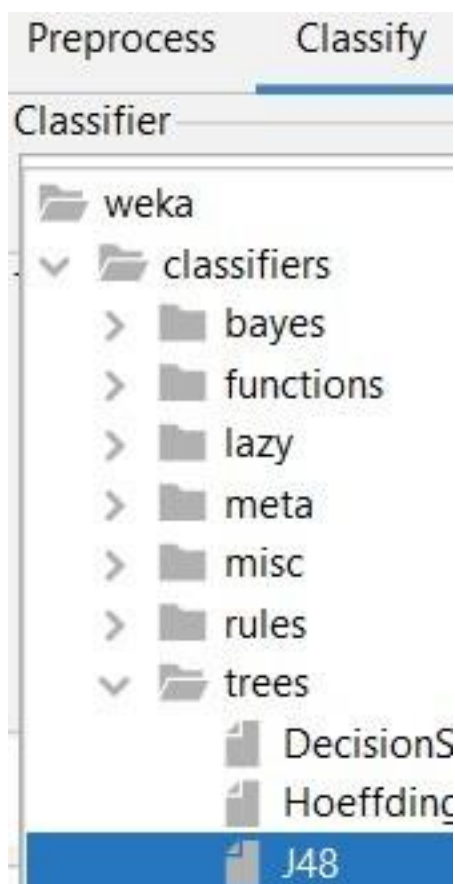 Preprocess Classify
Classifier
weka
classifiers
bayes
functions
lazy
meta
misc
rules
trees
DecisionS
Hoeffding
J48